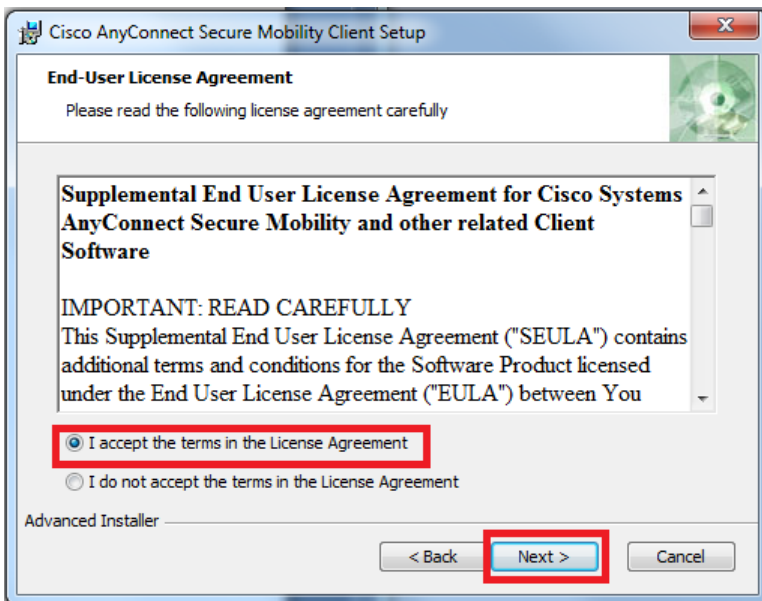 Cisco AnyConnect Secure Mobility Client Setup
End-User License Agreement
Please read the following license agreement carefully
Supplemental End User License Agreement for Cisco Systems
AnyConnect Secure Mobility and other related Client
Software
IMPORTANT: READ CAREFULLY
This Supplemental End User License Agreement ("SEULA") contains
additional terms and conditions for the Software Product licensed
under the End User License Agreement ("EULA") between You
I accept the terms in the License Agreement
I do not accept the terms in the License Agreement
Advanced Installer
< Back Next > Cancel